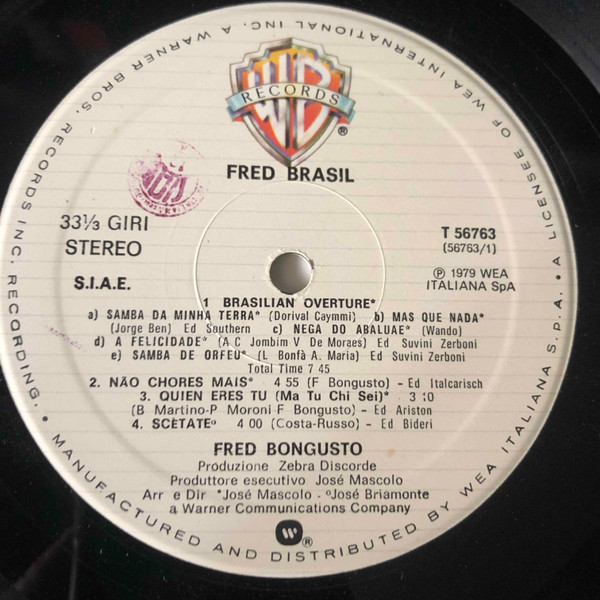 A WARNER BROS. RECORDS INC. RECORDING. • MANUFACTURED AND DISTRIBUTED BY WEA ITALIANA S.P.A. • A LICENSEE OF WEA INTERNATIONAL INC.
WB
RECORDS
®
FRED BRASIL
33⅓ GIRI
STEREO
S.I.A.E.
T 56763
(56763/1)
℗ 1979 WEA
ITALIANA SpA
1 BRASILIAN OVERTURE*
a) SAMBA DA MINHA TERRA* (Dorival Caymmi) b) MAS QUE NADA*
(Jorge Ben) Ed Southern c) NEGA DO ABALUAE* (Wando)
d) A FELICIDADE* (A C Jombim V De Moraes) Ed Suvini Zerboni
e) SAMBA DE ORFEU* (L Bonfà A. Maria) Ed Suvini Zerboni
Total Time 7 45
2. NÃO CHORES MAIS* 4 55 (F Bongusto) – Ed Italcarisch
3. QUIEN ERES TU (Ma Tu Chi Sei)* 3:10
(B Martino-P Moroni F Bongusto) – Ed Ariston
4. SCÈTATEº 4 00 (Costa-Russo) – Ed Bideri
FRED BONGUSTO
Produzione Zebra Discorde
Produttore esecutivo José Mascolo
Arr e Dir *José Mascolo - ºJosé Briamonte
a Warner Communications Company
®